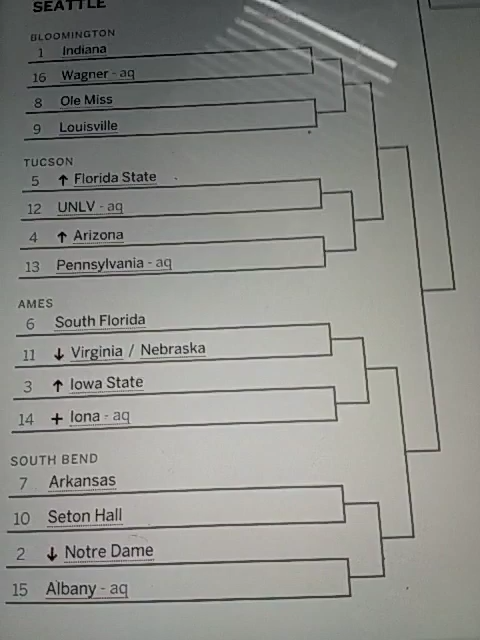 SEATTLE
BLOOMINGTON
1 Indiana
16 Wagner - aq
8 Ole Miss
9 Louisville
TUCSON
5 ↑ Florida State
12 UNLV - aq
4 ↑ Arizona
13 Pennsylvania - aq
AMES
6 South Florida
11 ↓ Virginia / Nebraska
3 ↑ Iowa State
14 + Iona - aq
SOUTH BEND
7 Arkansas
10 Seton Hall
2 ↓ Notre Dame
15 Albany - aq